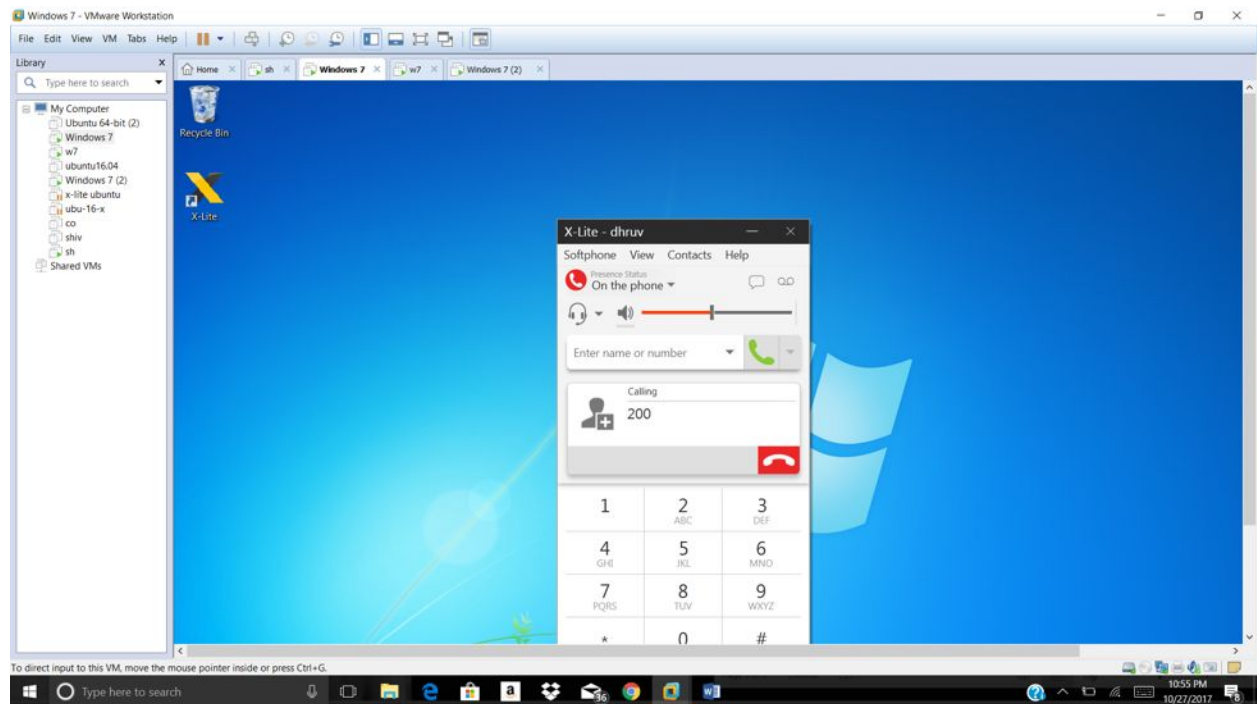 Windows 7 - VMware Workstation
File Edit View VM Tabs Help
Library x
Type here to search
My Computer
Ubuntu 64-bit (2)
Windows 7
w7
ubuntu16.04
Windows 7 (2)
x-lite ubuntu
ubu-16-x
co
shiv
sh
Shared VMs
Home × sh × Windows 7 × w7 × Windows 7 (2) ×
Recycle Bin
X-Lite
X-Lite - dhruv
Softphone View Contacts Help
Presence Status
On the phone
Enter name or number
Calling
200
1 2 3
ABC DEF
4 5 6
GHI JKL MNO
7 8 9
PQRS TUV WXYZ
* 0 #
To direct input to this VM, move the mouse pointer inside or press Ctrl+G.
Type here to search
a
36
10:55 PM
10/27/2017
8